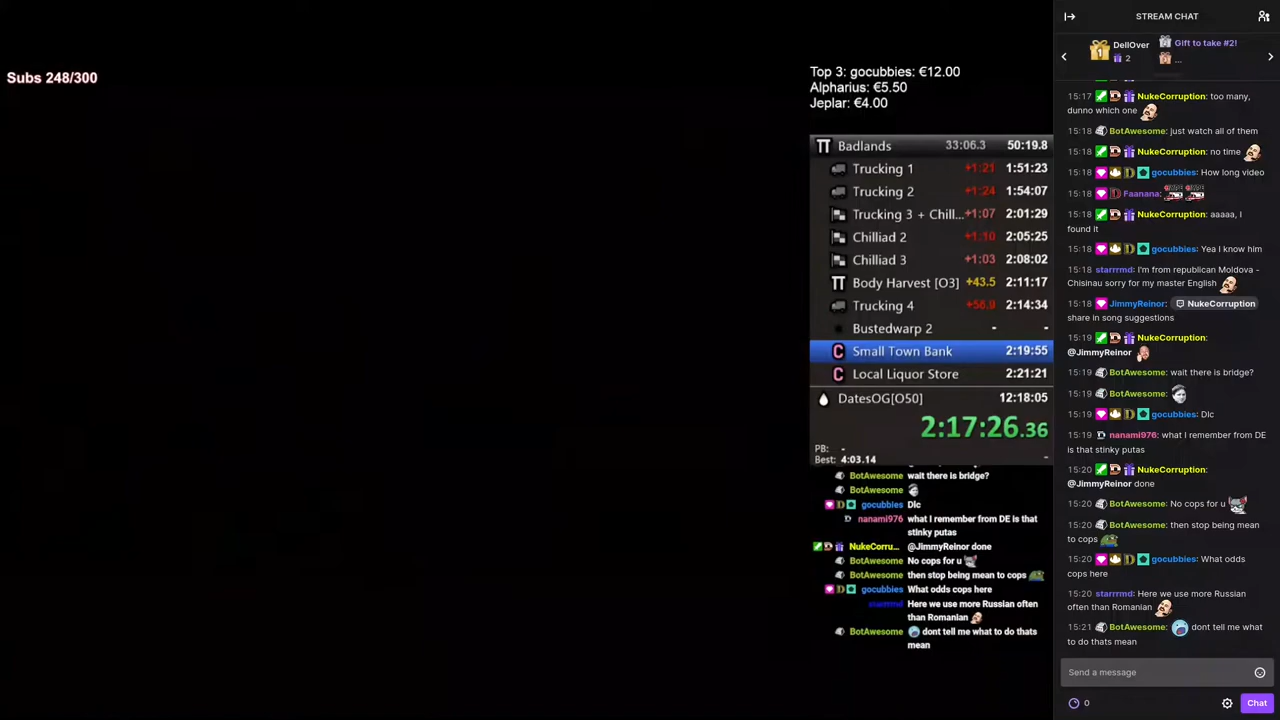 Subs 248/300
Top 3: gocubbies: €12.00
Alpharius: €5.50
Jeplar: €4.00
Badlands 33:06.3 50:19.8
Trucking 1 +1:21 1:51:23
Trucking 2 +1:24 1:54:07
Trucking 3 + Chill... +1:07 2:01:29
Chilliad 2 +1:10 2:05:25
Chilliad 3 +1:03 2:08:02
Body Harvest [O3] +43.5 2:11:17
Trucking 4 +56.9 2:14:34
Bustedwarp 2 - -
C Small Town Bank 2:19:55
C Local Liquor Store 2:21:21
DatesOG[O50] 12:18:05
2:17:26.36
PB: -
Best: 4:03.14 -
BotAwesome wait there is bridge?
BotAwesome
gocubbies Dlc
nanami976 what I remember from DE is that
stinky putas
NukeCorru... @JimmyReinor done
BotAwesome No cops for u
BotAwesome then stop being mean to cops
gocubbies What odds cops here
starrrmd Here we use more Russian often
than Romanian
BotAwesome dont tell me what to do thats
mean
STREAM CHAT
DellOver
2
Gift to take #2!
...
15:17 NukeCorruption: too many,
dunno which one
15:18 BotAwesome: just watch all of them
15:18 NukeCorruption: no time
15:18 gocubbies: How long video
15:18 Faanana:
15:18 NukeCorruption: aaaaa, I
found it
15:18 gocubbies: Yea I know him
15:18 starrrmd: I'm from republican Moldova -
Chisinau sorry for my master English
15:18 JimmyReinor: NukeCorruption
share in song suggestions
15:19 NukeCorruption:
@JimmyReinor
15:19 BotAwesome: wait there is bridge?
15:19 BotAwesome:
15:19 gocubbies: Dlc
15:19 nanami976: what I remember from DE
is that stinky putas
15:20 NukeCorruption:
@JimmyReinor done
15:20 BotAwesome: No cops for u
15:20 BotAwesome: then stop being mean
to cops
15:20 gocubbies: What odds
cops here
15:20 starrrmd: Here we use more Russian
often than Romanian
15:21 BotAwesome: dont tell me what
to do thats mean
Send a message
0
Chat